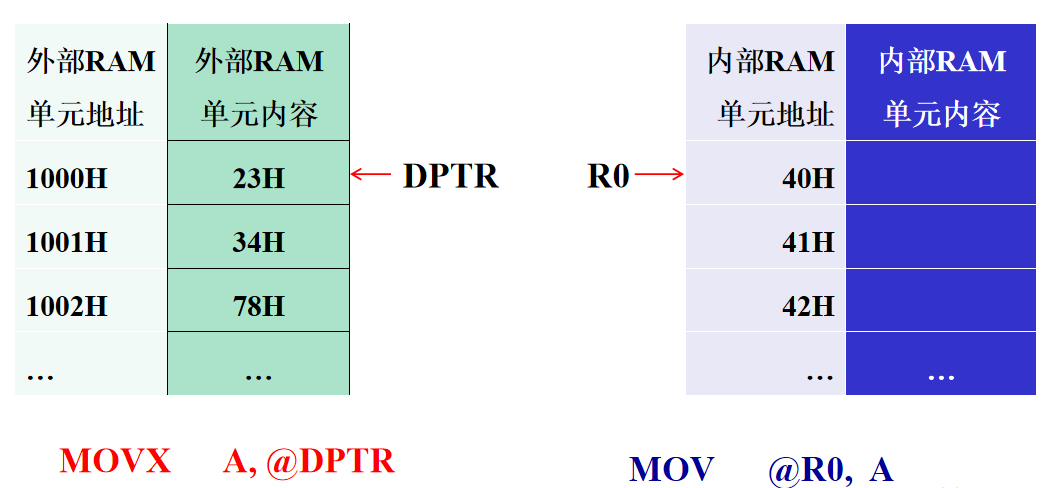 外部RAM 单元地址 外部RAM 单元内容
1000H 23H
1001H 34H
1002H 78H
… …
DPTR
R0
内部RAM 单元地址 内部RAM 单元内容
40H
41H
42H
… …
MOVX A, @DPTR
MOV @R0, A